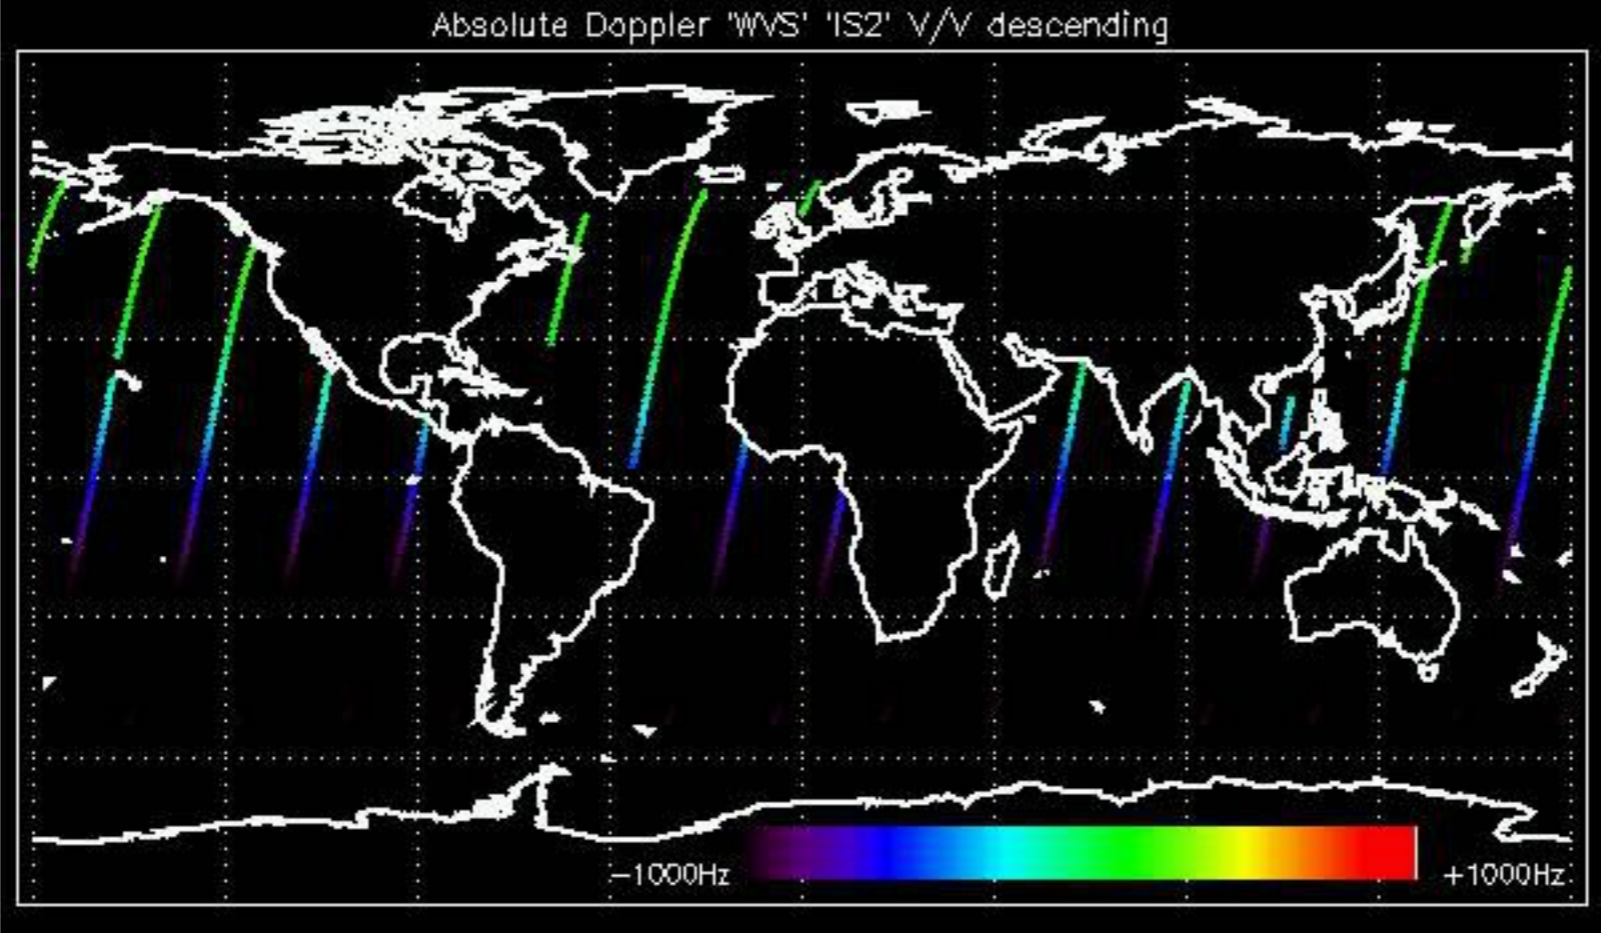 Absolute Doppler 'WVS' 'IS2' V/V descending
-1000Hz
+1000Hz